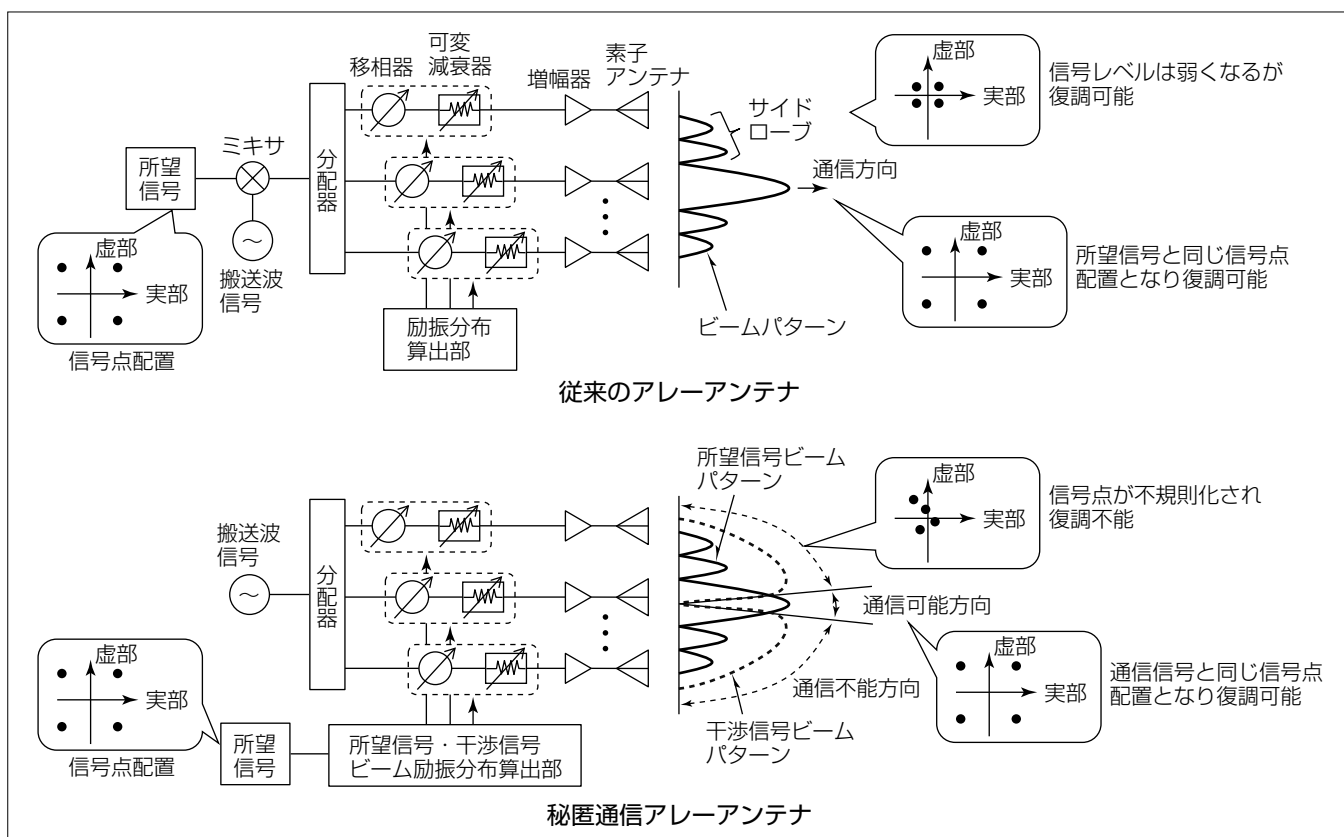 移相器
可変
減衰器
増幅器
素子
アンテナ
サイド
ローブ
虚部
実部
信号レベルは弱くなるが
復調可能
ミキサ
所望
信号
分配器
通信方向
虚部
実部
信号点配置
搬送波
信号
励振分布
算出部
ビームパターン
虚部
実部
所望信号と同じ信号点
配置となり復調可能
従来のアレーアンテナ
所望信号ビーム
パターン
虚部
実部
信号点が不規則化され
復調不能
搬送波
信号
分配器
通信可能方向
虚部
実部
信号点配置
所望
信号
所望信号・干渉信号
ビーム励振分布算出部
通信不能方向
干渉信号ビーム
パターン
虚部
実部
通信信号と同じ信号点
配置となり復調可能
秘匿通信アレーアンテナ